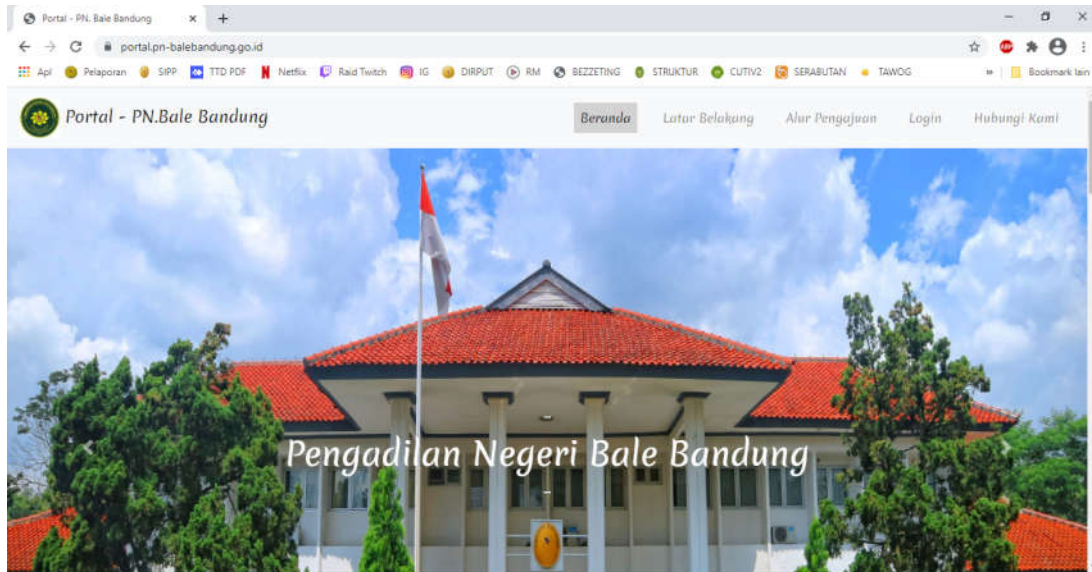 Portal - PN. Bale Bandung
portal.pn-balebandung.go.id
ABP
Apl Pelaporan SIPP TTD PDF Netflix Raid Twitch IG DIRPUT RM BEZZETING STRUKTUR CUTIV2 SERABUTAN TAWOG » Bookmark lain
Portal - PN.Bale Bandung Beranda Latar Belakang Alur Pengajuan Login Hubungi Kami
Pengadilan Negeri Bale Bandung